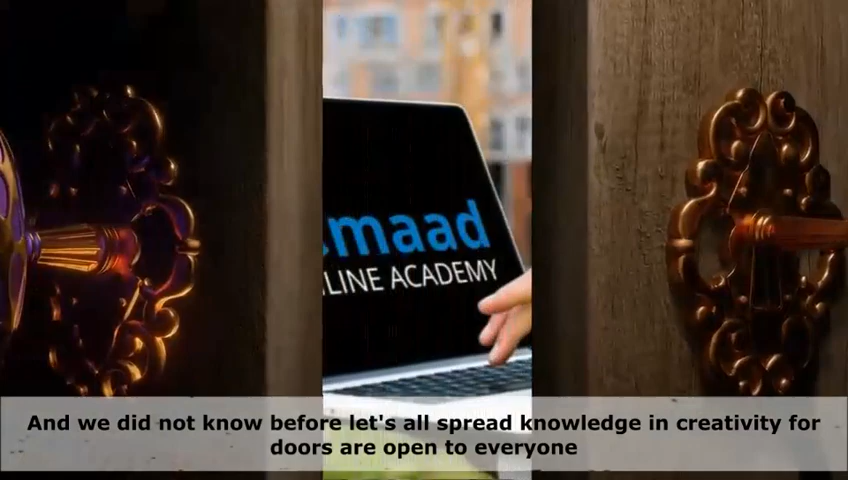 maad
LINE ACADEMY
And we did not know before let's all spread knowledge in creativity for
doors are open to everyone